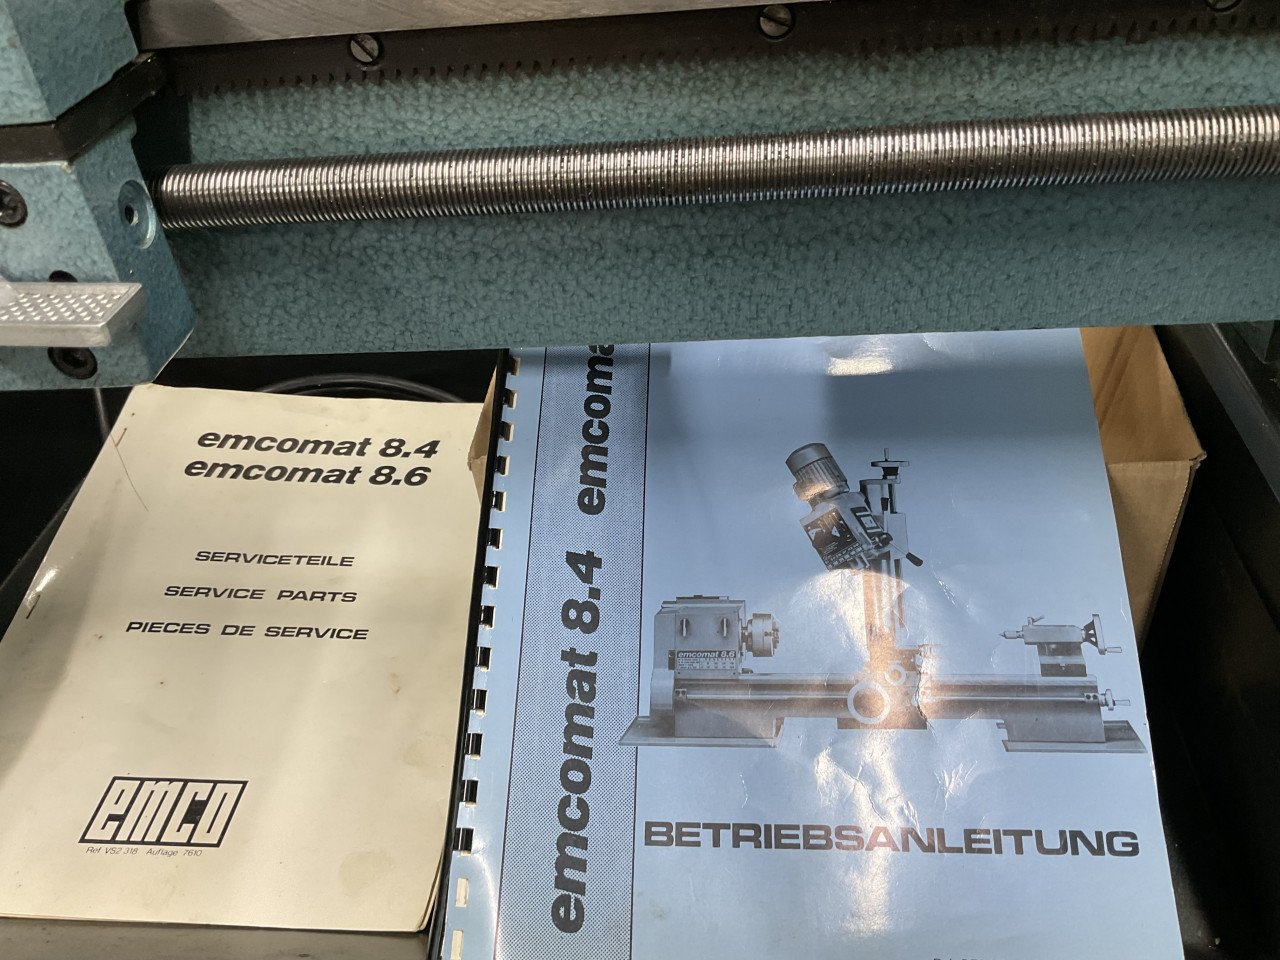 emcomat 8.4
emcomat 8.6
SERVICETEILE
SERVICE PARTS
PIECES DE SERVICE
emco
Ref. VS2 318 Auflage 7610
emcomat 8.4 emcoma
emcomat 8.6
BETRIEBSANLEITUNG